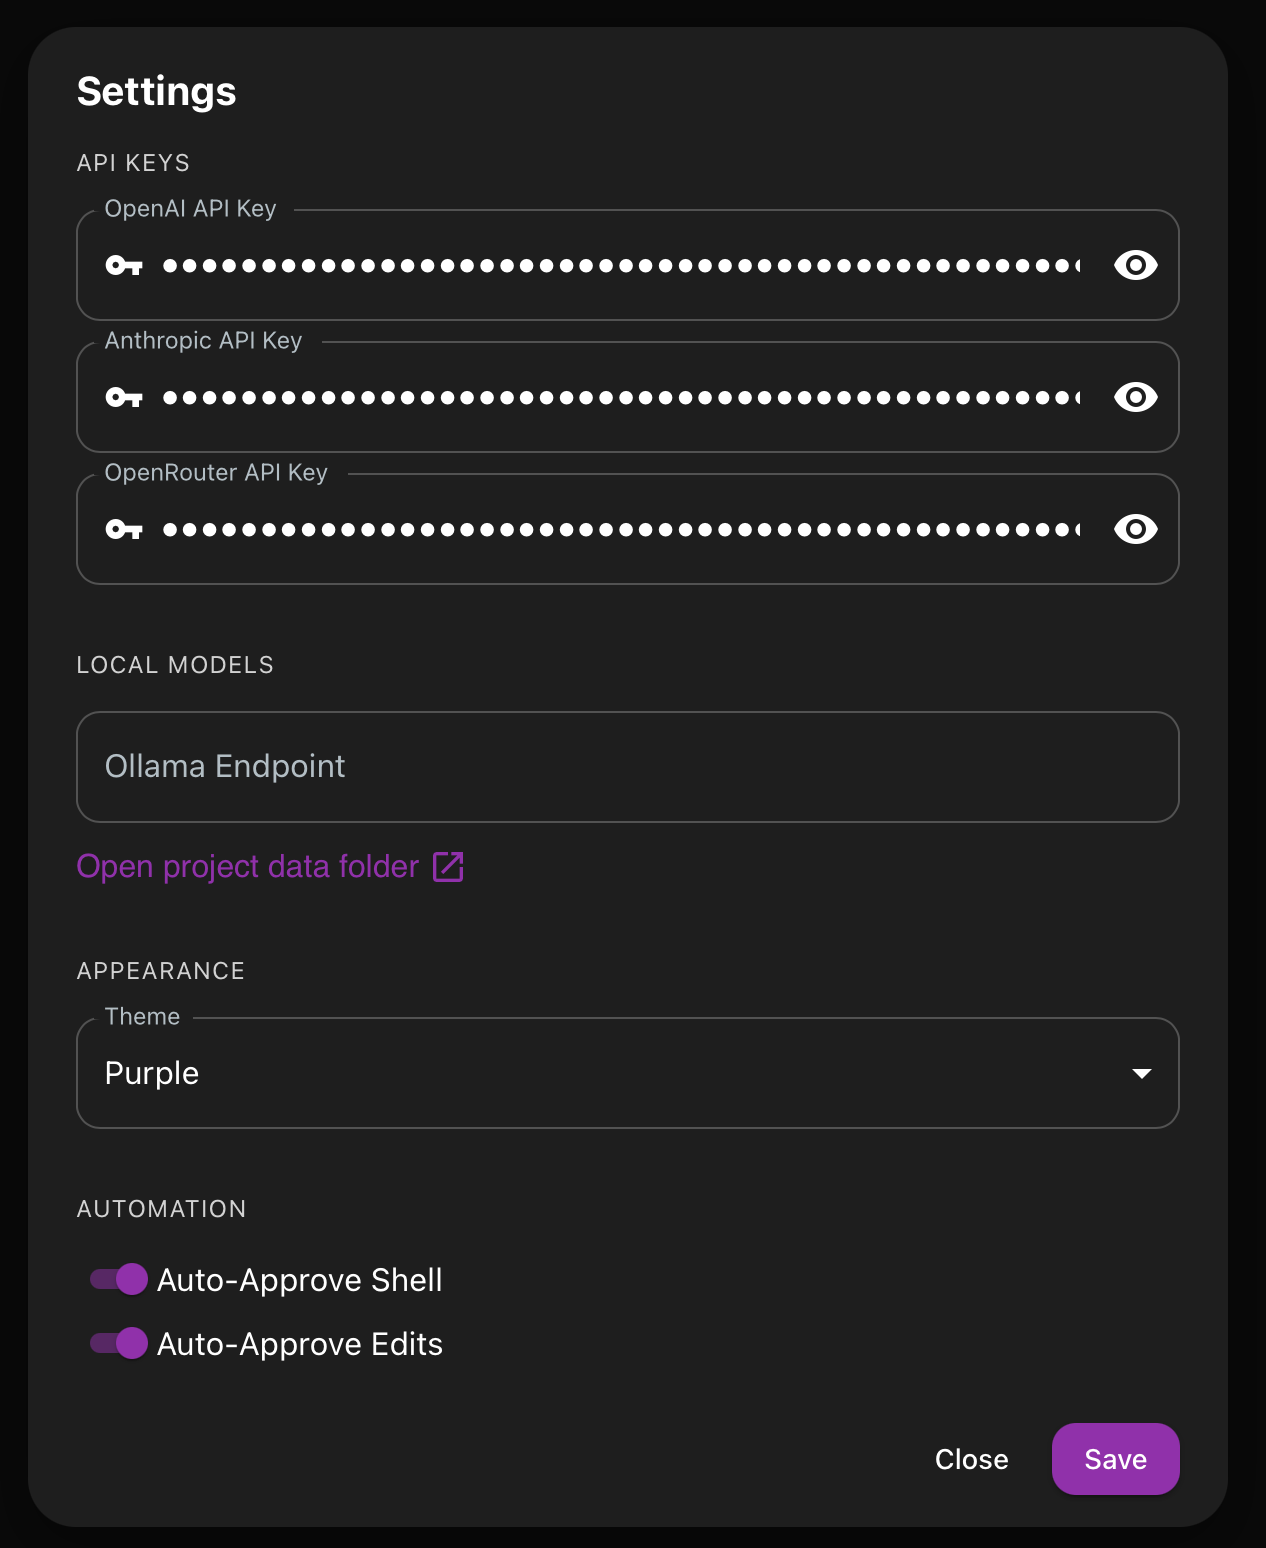 Settings
API KEYS
OpenAI API Key
Anthropic API Key
OpenRouter API Key
LOCAL MODELS
Ollama Endpoint
Open project data folder
APPEARANCE
Theme
Purple
AUTOMATION
Auto-Approve Shell
Auto-Approve Edits
Close Save